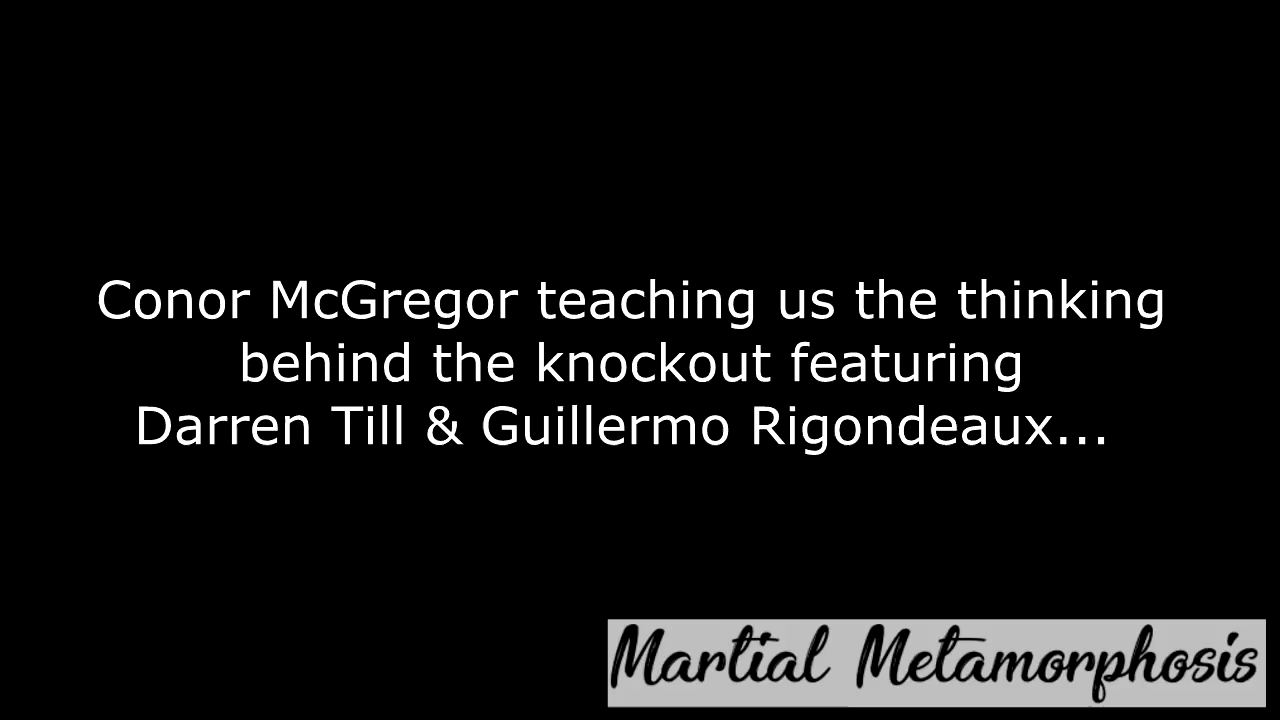 Conor McGregor teaching us the thinking
behind the knockout featuring
Darren Till & Guillermo Rigondeaux...
Martial Metamorphosis